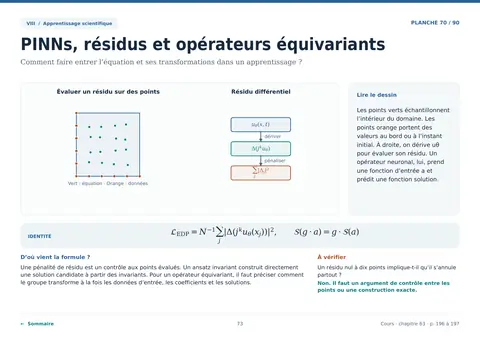 VIII / Apprentissage scientifique
PLANCHE 70 / 90
PINNs, résidus et opérateurs équivariants
Comment faire entrer l'équation et ses transformations dans un apprentissage ?
Évaluer un résidu sur des points
Vert : équation · Orange : données
Résidu différentiel
uθ(x, t)
dériver
Δ(jᵏuθ)
pénaliser
∑|Δⱼ|²
j
Lire le dessin
Les points verts échantillonnent
l'intérieur du domaine. Les
points orange portent des
valeurs au bord ou à l'instant
initial. A droite, on dérive uθ
pour évaluer son résidu. Un
opérateur neuronal, lui, prend
une fonction d'entrée a et
prédit une fonction solution.
IDENTITÉ
ℒ_EDP = N⁻¹∑_j|Δ(jᵏuθ(xⱼ))|², S(g · a) = g · S(a)
D'où vient la formule ?
Une pénalité de résidu est un contrôle aux points évalués. Un ansatz invariant construit directement
une solution candidate à partir des invariants. Pour un opérateur équivariant, il faut préciser comment
le groupe transforme à la fois les données d'entrée, les coefficients et les solutions.
À vérifier
Un résidu nul à dix points implique-t-il qu'il s'annule
partout ?
Non. Il faut un argument de contrôle entre les
points ou une construction exacte.
← Sommaire
73
Cours · chapitre 63 · p. 196 à 197